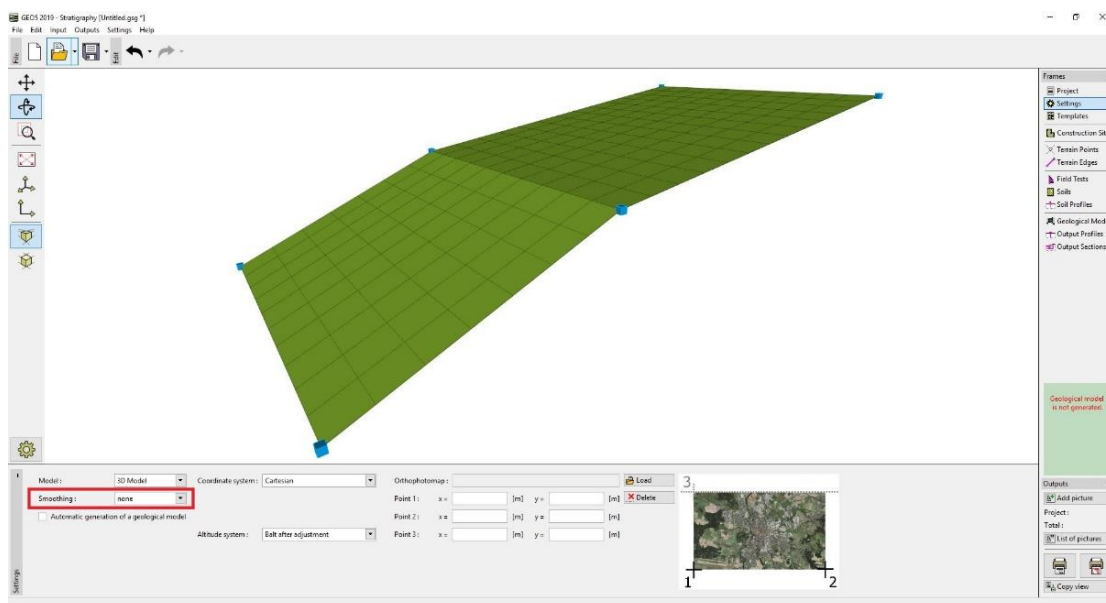 GEO5 2019 - Stratigraphy [Untitled.gsg *]
File Edit Input Outputs Settings Help
File
Edit
Frames
Project
Settings
Templates
Construction Sit
Terrain Points
Terrain Edges
Field Tests
Soils
Soil Profiles
Geological Mod
Output Profiles
Output Sections
Geological model
is not generated.
Model : 3D Model Coordinate system : Cartesian Orthophotomap : Load
Smoothing : none Point 1 : x = [m] y = [m] Delete
Automatic generation of a geological model Point 2 : x = [m] y = [m]
Altitude system : Balt after adjustment Point 3 : x = [m] y = [m]
3
1 2
Settings
Outputs
Add picture
Project :
Total :
List of pictures
Copy view